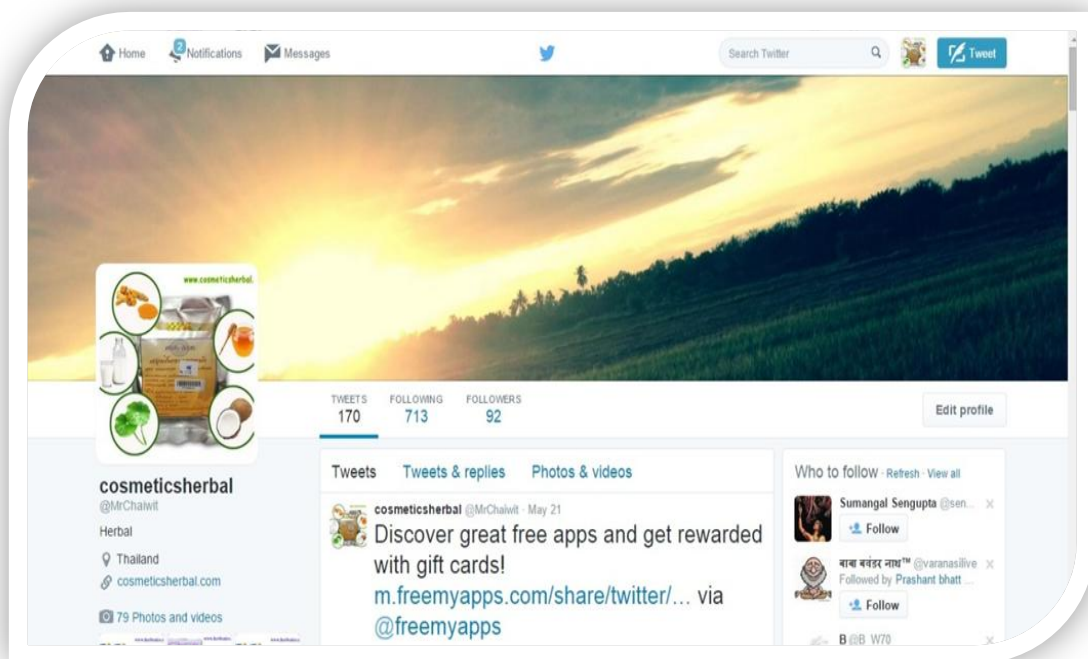 Home
2
Notifications
Messages
Search Twitter
Tweet
www.cosmeticsherbal.
TWEETS
170
FOLLOWING
713
FOLLOWERS
92
Edit profile
cosmeticsherbal
@MrChaiwit
Herbal
Thailand
cosmeticsherbal.com
79 Photos and videos
Tweets Tweets & replies Photos & videos
cosmeticsherbal @MrChaiwit · May 21
Discover great free apps and get rewarded
with gift cards!
m.freemyapps.com/share/twitter/... via
@freemyapps
Who to follow · Refresh · View all
Sumangal Sengupta @sen...
Follow
बाबा बवंडर नाथ™ @varanasilive
Followed by Prashant bhatt ...
Follow
B @B_W70